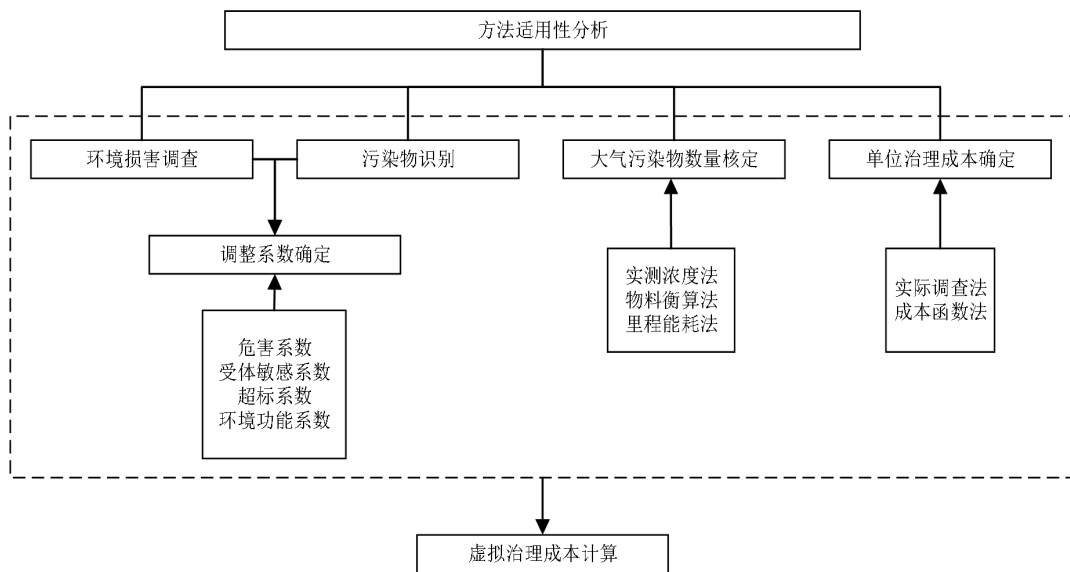 方法适用性分析
环境损害调查
污染物识别
大气污染物数量核定
单位治理成本确定
调整系数确定
实测浓度法
物料衡算法
里程能耗法
实际调查法
成本函数法
危害系数
受体敏感系数
超标系数
环境功能系数
虚拟治理成本计算